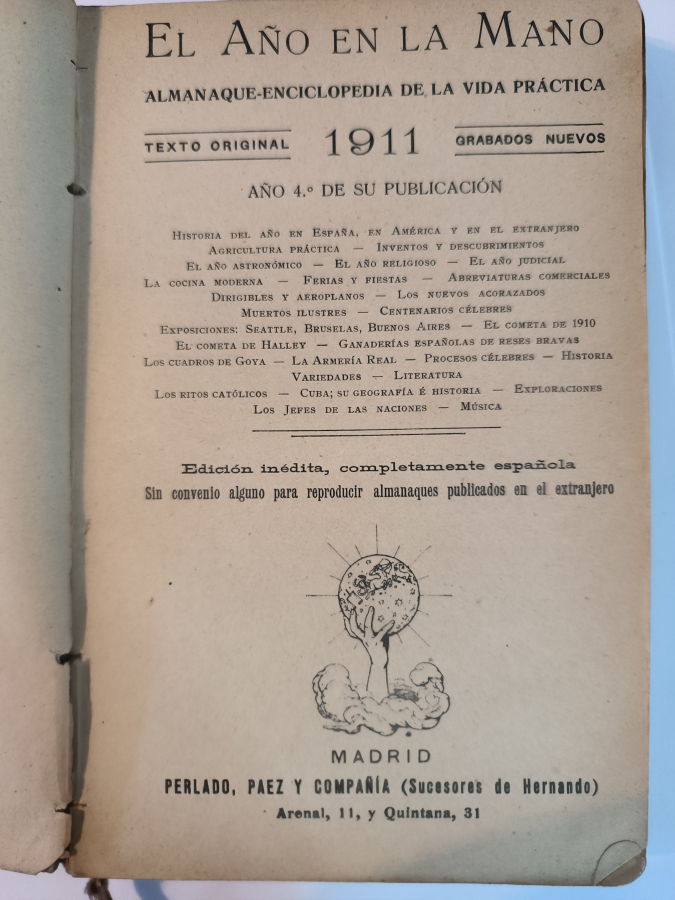 El Año en la Mano
ALMANAQUE-ENCICLOPEDIA DE LA VIDA PRÁCTICA
TEXTO ORIGINAL 1911 GRABADOS NUEVOS
AÑO 4.º DE SU PUBLICACIÓN
Historia del año en España, en América y en el extranjero
Agricultura práctica — Inventos y descubrimientos
El año astronómico — El año religioso — El año judicial
La cocina moderna — Ferias y fiestas — Abreviaturas comerciales
Dirigibles y aeroplanos — Los nuevos acorazados
Muertos ilustres — Centenarios célebres
Exposiciones: Seattle, Bruselas, Buenos Aires — El cometa de 1910
El cometa de Halley — Ganaderías españolas de reses bravas
Los cuadros de Goya — La Armería Real — Procesos célebres — Historia
Variedades — Literatura
Los ritos católicos — Cuba; su geografía é historia — Exploraciones
Los Jefes de las naciones — Música
Edición inédita, completamente española
Sin convenio alguno para reproducir almanaques publicados en el extranjero
MADRID
PERLADO, PAEZ Y COMPAÑÍA (Sucesores de Hernando)
Arenal, 11, y Quintana, 31